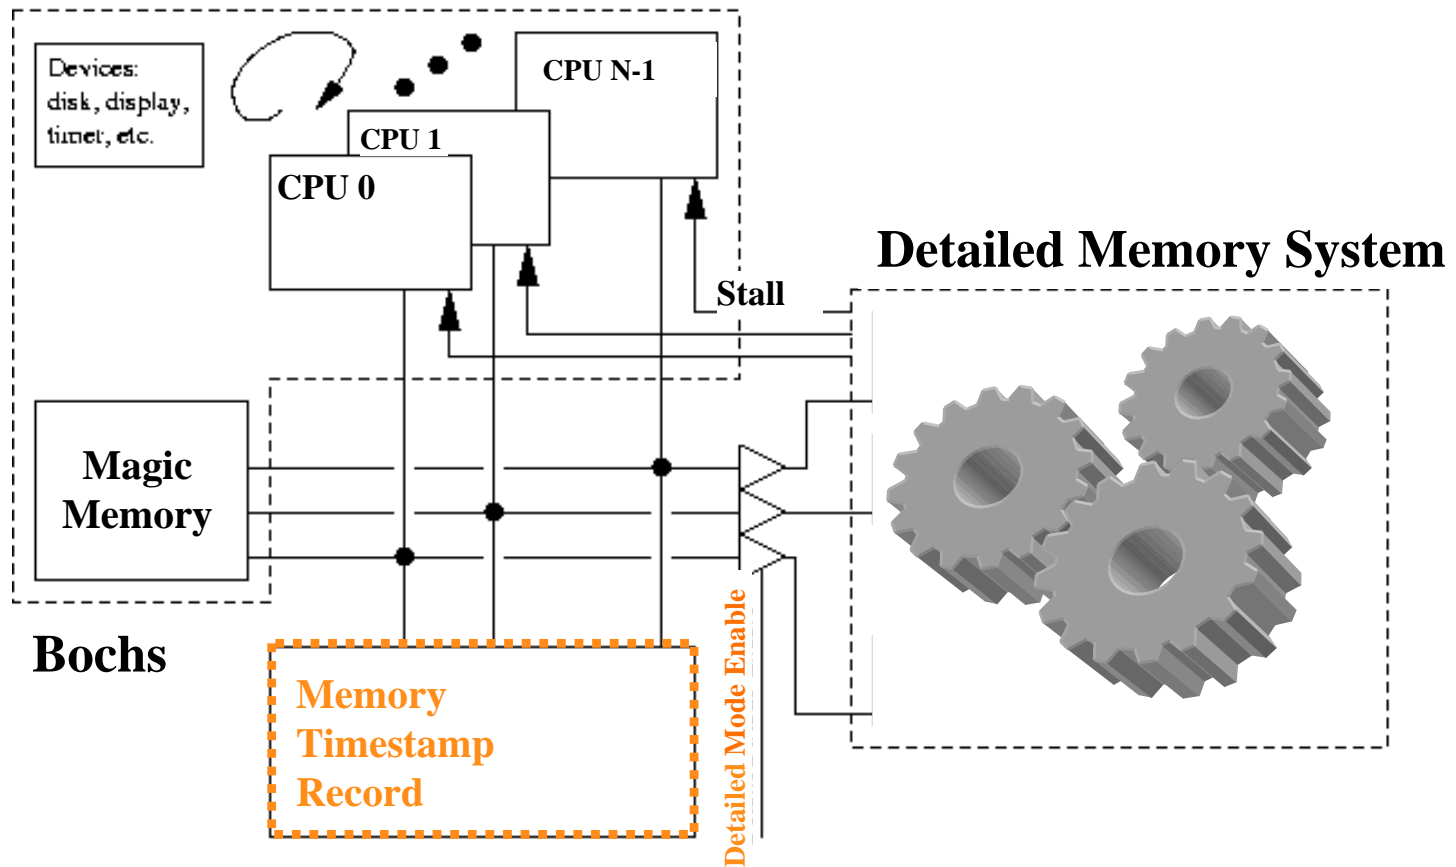 Devices:
disk, display,
timer, etc.
CPU N-1
CPU 1
CPU 0
Detailed Memory System
Stall
Magic
Memory
Bochs
Memory
Timestamp
Record
Detailed Mode Enable